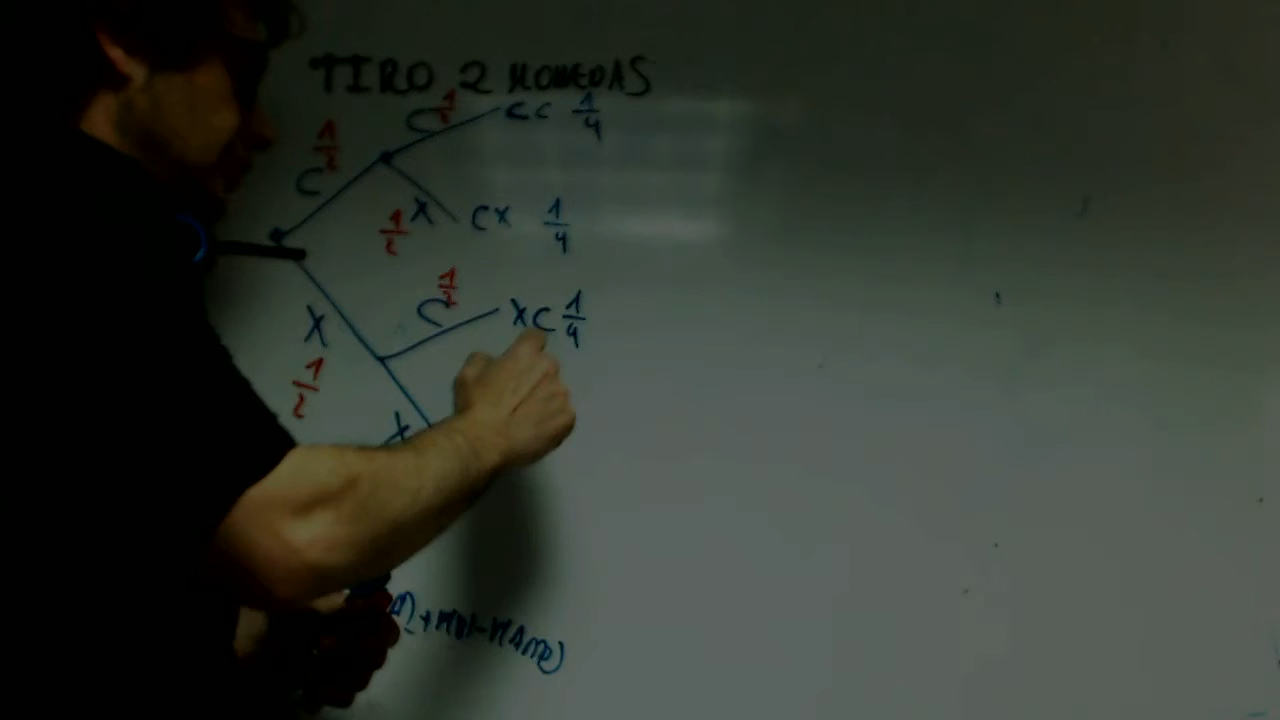 TIRO 2 MONEDAS
C 1/2
C 1/2
CC 1/4
X 1/2
CX 1/4
X 1/2
C 1/2
XC 1/4
X